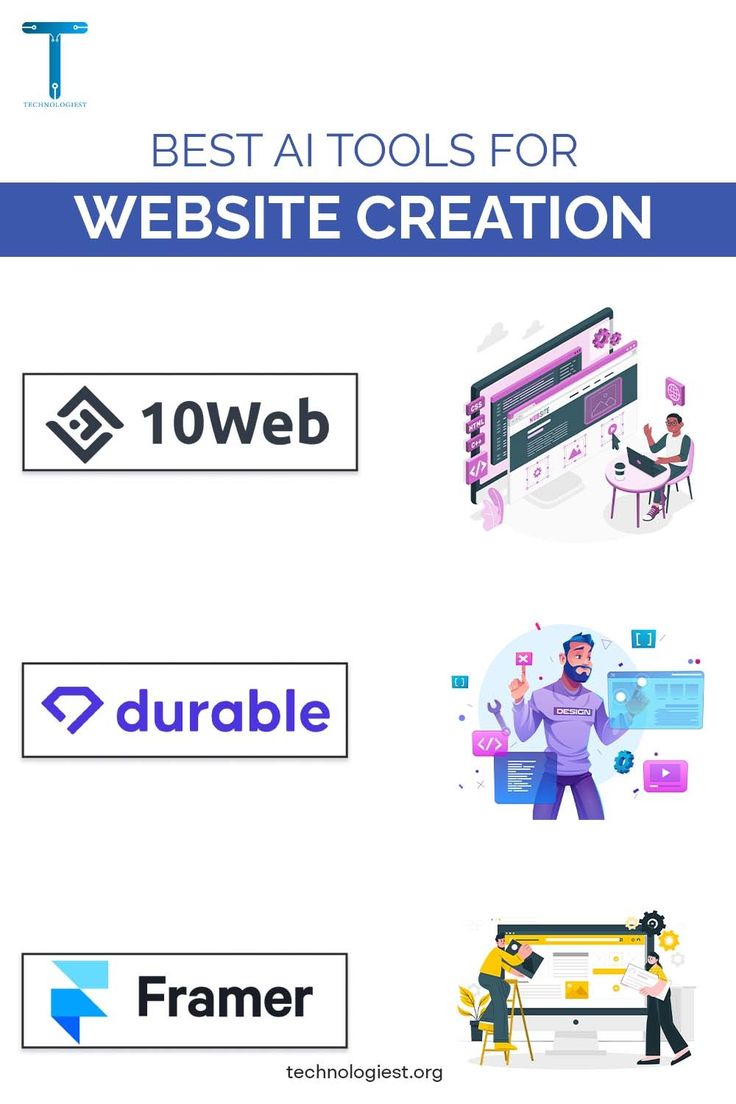 TECHNOLOGIEST
BEST AI TOOLS FOR
WEBSITE CREATION
10Web
CSS
HTML
C++
</>
WEBSITE
durable
[ ]
[ ]
DESIGN
</>
Framer
technologiest.org